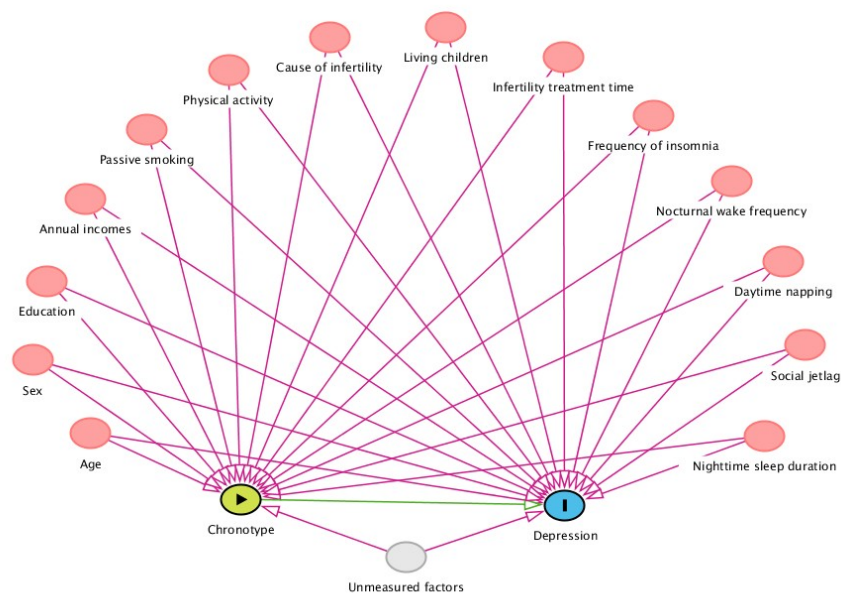 Living children
Cause of infertility
Infertility treatment time
Physical activity
Frequency of insomnia
Passive smoking
Nocturnal wake frequency
Annual incomes
Daytime napping
Education
Social jetlag
Sex
Age
Nighttime sleep duration
Chronotype
Depression
Unmeasured factors